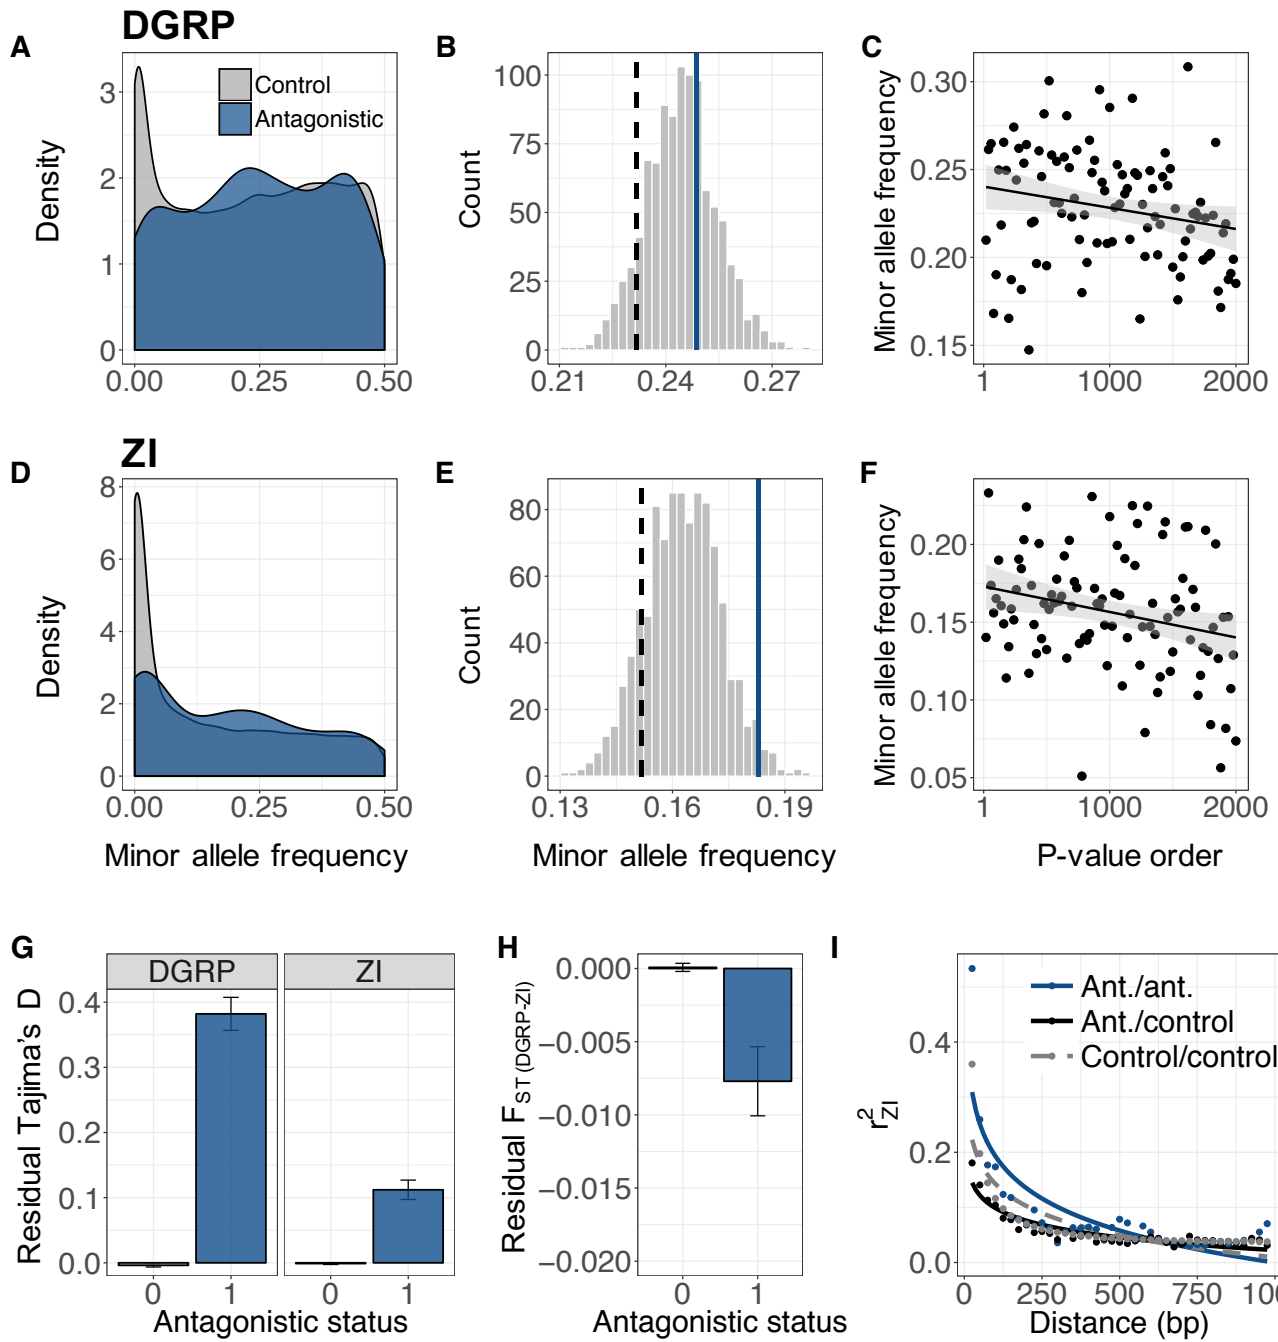 DGRP
A
B
C
Control
Antagonistic
Density
3
2
1
0
0.00
0.25
0.50
Count
100
75
50
25
0
0.21
0.24
0.27
Minor allele frequency
0.30
0.25
0.20
0.15
1
1000
2000
ZI
D
E
F
Density
8
6
4
2
0
0.00
0.25
0.50
Minor allele frequency
Count
80
60
40
20
0
0.13
0.16
0.19
Minor allele frequency
Minor allele frequency
0.20
0.15
0.10
0.05
1
1000
2000
P-value order
G
H
I
DGRP
ZI
Residual Tajima's D
0.4
0.3
0.2
0.1
0.0
0
1
0
1
Antagonistic status
Residual FST (DGRP-ZI)
0.000
−0.005
−0.010
−0.015
−0.020
0
1
Antagonistic status
Ant./ant.
Ant./control
Control/control
r²ZI
0.4
0.2
0.0
0
250
500
750
100
Distance (bp)